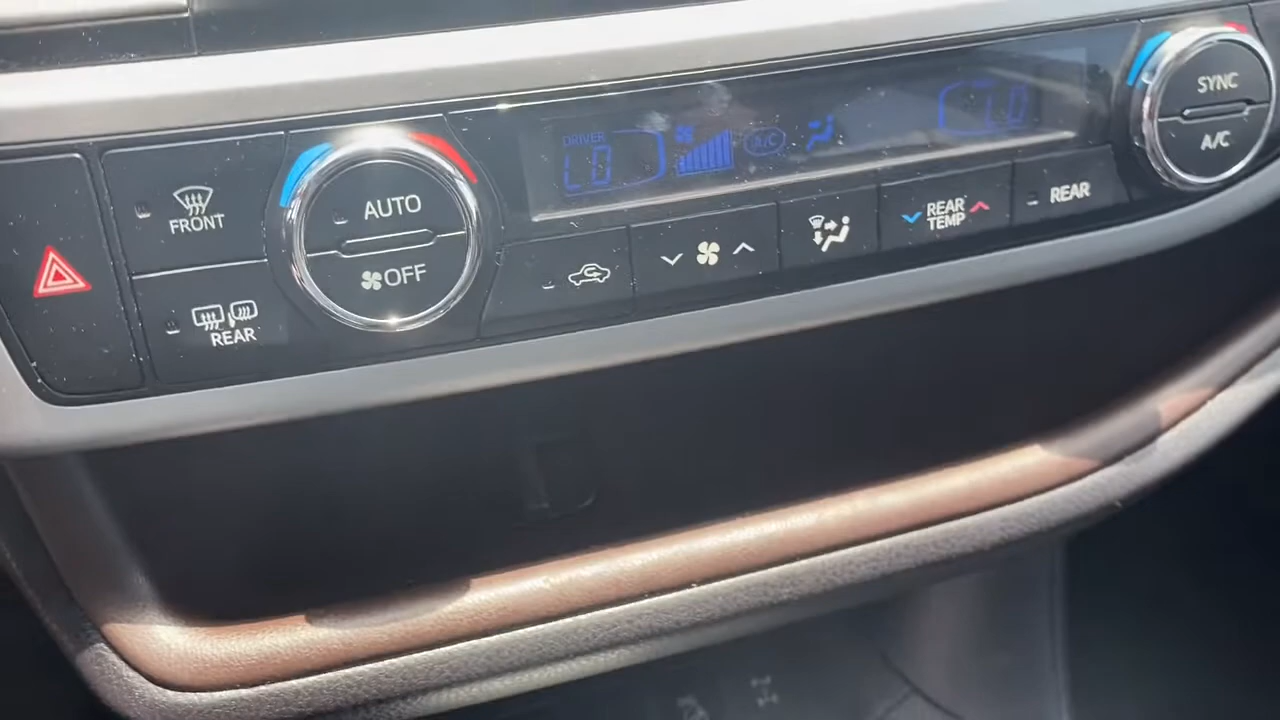 FRONT
REAR
AUTO
OFF
DRIVER
LO
A/C
LO
REAR
TEMP
REAR
SYNC
A/C